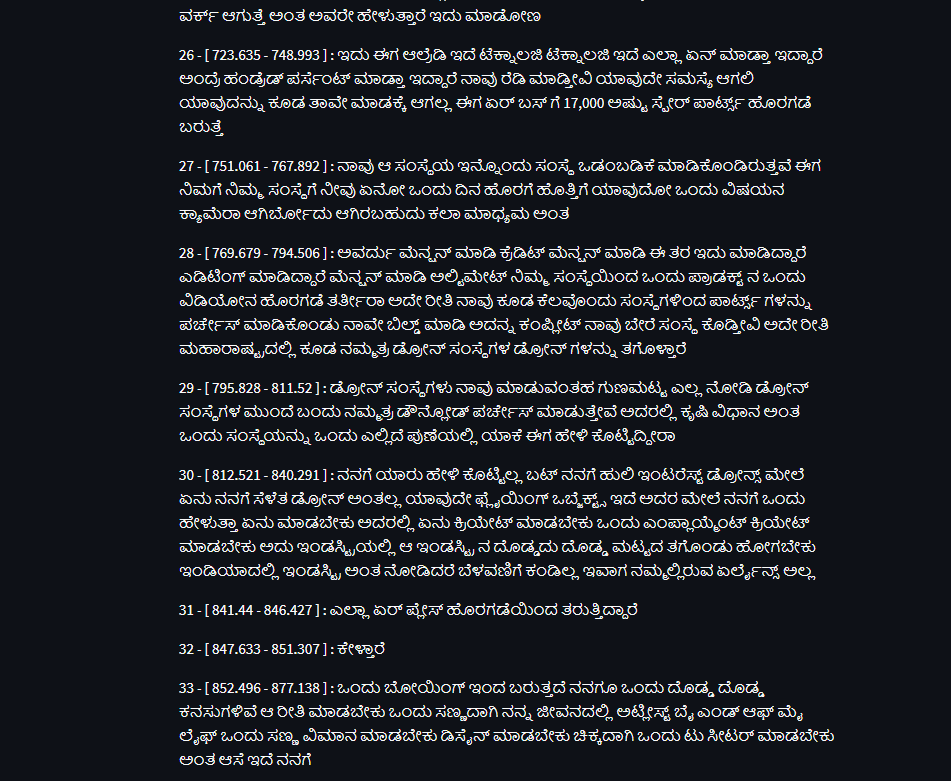 ವರ್ಕ್ ಆಗುತ್ತೆ ಅಂತ ಅವರೇ ಹೇಳುತ್ತಾರೆ ಇದು ಮಾಡೋಣ
26 - [ 723.635 - 748.993 ] : ಇದು ಈಗ ಆಲ್ರೆಡಿ ಇದೆ ಟೆಕ್ನಾಲಜಿ ಟೆಕ್ನಾಲಜಿ ಇದೆ ಎಲ್ಲಾ ಏನ್ ಮಾಡ್ತಾ ಇದ್ದಾರೆ
ಅಂದ್ರೆ ಹಂಡ್ರೆಡ್ ಪರ್ಸೆಂಟ್ ಮಾಡ್ತಾ ಇದ್ದಾರೆ ನಾವು ರೆಡಿ ಮಾಡ್ತೀವಿ ಯಾವುದೇ ಸಮಸ್ಯೆ ಆಗಲಿ
ಯಾವುದನ್ನು ಕೂಡ ತಾವೇ ಮಾಡಕ್ಕೆ ಆಗಲ್ಲ ಈಗ ಏರ್ ಬಸ್ ಗೆ 17,000 ಅಷ್ಟು ಸ್ಪೇರ್ ಪಾರ್ಟ್ಸ್ ಹೊರಗಡೆ
ಬರುತ್ತೆ
27 - [ 751.061 - 767.892 ] : ನಾವು ಆ ಸಂಸ್ಥೆಯ ಇನ್ನೊಂದು ಸಂಸ್ಥೆ ಒಡಂಬಡಿಕೆ ಮಾಡಿಕೊಂಡಿರುತ್ತವೆ ಈಗ
ನಿಮಗೆ ನಿಮ್ಮ ಸಂಸ್ಥೆಗೆ ನೀವು ಏನೋ ಒಂದು ದಿನ ಹೊರಗೆ ಹೊತ್ತಿಗೆ ಯಾವುದೋ ಒಂದು ವಿಷಯನ
ಕ್ಯಾಮೆರಾ ಆಗಿರ್ಬೋದು ಆಗಿರಬಹುದು ಕಲಾ ಮಾಧ್ಯಮ ಅಂತ
28 - [ 769.679 - 794.506 ] : ಅವರ್ದು ಮೆನ್ಷನ್ ಮಾಡಿ ಕ್ರೆಡಿಟ್ ಮೆನ್ಷನ್ ಮಾಡಿ ಈ ತರ ಇದು ಮಾಡಿದ್ದಾರೆ
ಎಡಿಟಿಂಗ್ ಮಾಡಿದ್ದಾರೆ ಮೆನ್ಷನ್ ಮಾಡಿ ಅಲ್ಟಿಮೇಟ್ ನಿಮ್ಮ ಸಂಸ್ಥೆಯಿಂದ ಒಂದು ಪ್ರಾಡಕ್ಟ್ ನ ಒಂದು
ವಿಡಿಯೋನ ಹೊರಗಡೆ ತರ್ತೀರಾ ಅದೇ ರೀತಿ ನಾವು ಕೂಡ ಕೆಲವೊಂದು ಸಂಸ್ಥೆಗಳಿಂದ ಪಾರ್ಟ್ಸ್ ಗಳನ್ನು
ಪರ್ಚೇಸ್ ಮಾಡಿಕೊಂಡು ನಾವೇ ಬಿಲ್ಡ್ ಮಾಡಿ ಅದನ್ನ ಕಂಪ್ಲೀಟ್ ನಾವು ಬೇರೆ ಸಂಸ್ಥೆ ಕೊಡ್ತೀವಿ ಅದೇ ರೀತಿ
ಮಹಾರಾಷ್ಟ್ರದಲ್ಲಿ ಕೂಡ ನಮ್ಮತ್ರ ಡ್ರೋನ್ ಸಂಸ್ಥೆಗಳ ಡ್ರೋನ್ ಗಳನ್ನು ತಗೊಳ್ತಾರೆ
29 - [ 795.828 - 811.52 ] : ಡ್ರೋನ್ ಸಂಸ್ಥೆಗಳು ನಾವು ಮಾಡುವಂತಹ ಗುಣಮಟ್ಟ ಎಲ್ಲ ನೋಡಿ ಡ್ರೋನ್
ಸಂಸ್ಥೆಗಳ ಮುಂದೆ ಬಂದು ನಮ್ಮತ್ರ ಡೌನ್ಲೋಡ್ ಪರ್ಚೇಸ್ ಮಾಡುತ್ತೇವೆ ಅದರಲ್ಲಿ ಕೃಷಿ ವಿಧಾನ ಅಂತ
ಒಂದು ಸಂಸ್ಥೆಯನ್ನು ಒಂದು ಎಲ್ಲಿದೆ ಪುಣೆಯಲ್ಲಿ ಯಾಕೆ ಈಗ ಹೇಳಿ ಕೊಟ್ಟಿದ್ದೀರಾ
30 - [ 812.521 - 840.291 ] : ನನಗೆ ಯಾರು ಹೇಳಿ ಕೊಟ್ಟಿಲ್ಲ ಬಟ್ ನನಗೆ ಹುಲಿ ಇಂಟರೆಸ್ಟ್ ಡ್ರೋನ್ಸ್ ಮೇಲೆ
ಏನು ನನಗೆ ಸೆಳೆತ ಡ್ರೋನ್ ಅಂತಲ್ಲ ಯಾವುದೇ ಫ್ಲೈಯಿಂಗ್ ಒಬ್ಜೆಕ್ಟ್ಸ್ ಇದೆ ಅದರ ಮೇಲೆ ನನಗೆ ಒಂದು
ಹೇಳುತ್ತಾ ಏನು ಮಾಡಬೇಕು ಅದರಲ್ಲಿ ಏನು ಕ್ರಿಯೇಟ್ ಮಾಡಬೇಕು ಒಂದು ಎಂಪ್ಲಾಯ್ಮೆಂಟ್ ಕ್ರಿಯೇಟ್
ಮಾಡಬೇಕು ಅದು ಇಂಡಸ್ಟ್ರಿಯಲ್ಲಿ ಆ ಇಂಡಸ್ಟ್ರಿ ನ ದೊಡ್ಡದು ದೊಡ್ಡ ಮಟ್ಟದ ತಗೊಂಡು ಹೋಗಬೇಕು
ಇಂಡಿಯಾದಲ್ಲಿ ಇಂಡಸ್ಟ್ರಿ ಅಂತ ನೋಡಿದರೆ ಬೆಳವಣಿಗೆ ಕಂಡಿಲ್ಲ ಇವಾಗ ನಮ್ಮಲ್ಲಿರುವ ಏರ್ಲೈನ್ಸ್ ಅಲ್ಲ
31 - [ 841.44 - 846.427 ] : ಎಲ್ಲಾ ಏರ್ ಪ್ಲೇಸ್ ಹೊರಗಡೆಯಿಂದ ತರುತ್ತಿದ್ದಾರೆ
32 - [ 847.633 - 851.307 ] : ಕೇಳ್ತಾರೆ
33 - [ 852.496 - 877.138 ] : ಒಂದು ಬೋಯಿಂಗ್ ಇಂದ ಬರುತ್ತದೆ ನನಗೂ ಒಂದು ದೊಡ್ಡ ದೊಡ್ಡ
ಕನಸುಗಳಿವೆ ಆ ರೀತಿ ಮಾಡಬೇಕು ಒಂದು ಸಣ್ಣದಾಗಿ ನನ್ನ ಜೀವನದಲ್ಲಿ ಅಟ್ಲೀಸ್ಟ್ ಬೈ ಎಂಡ್ ಆಫ್ ಮೈ
ಲೈಫ್ ಒಂದು ಸಣ್ಣ ವಿಮಾನ ಮಾಡಬೇಕು ಡಿಸೈನ್ ಮಾಡಬೇಕು ಚಿಕ್ಕದಾಗಿ ಒಂದು ಟು ಸೀಟರ್ ಮಾಡಬೇಕು
ಅಂತ ಆಸೆ ಇದೆ ನನಗೆ